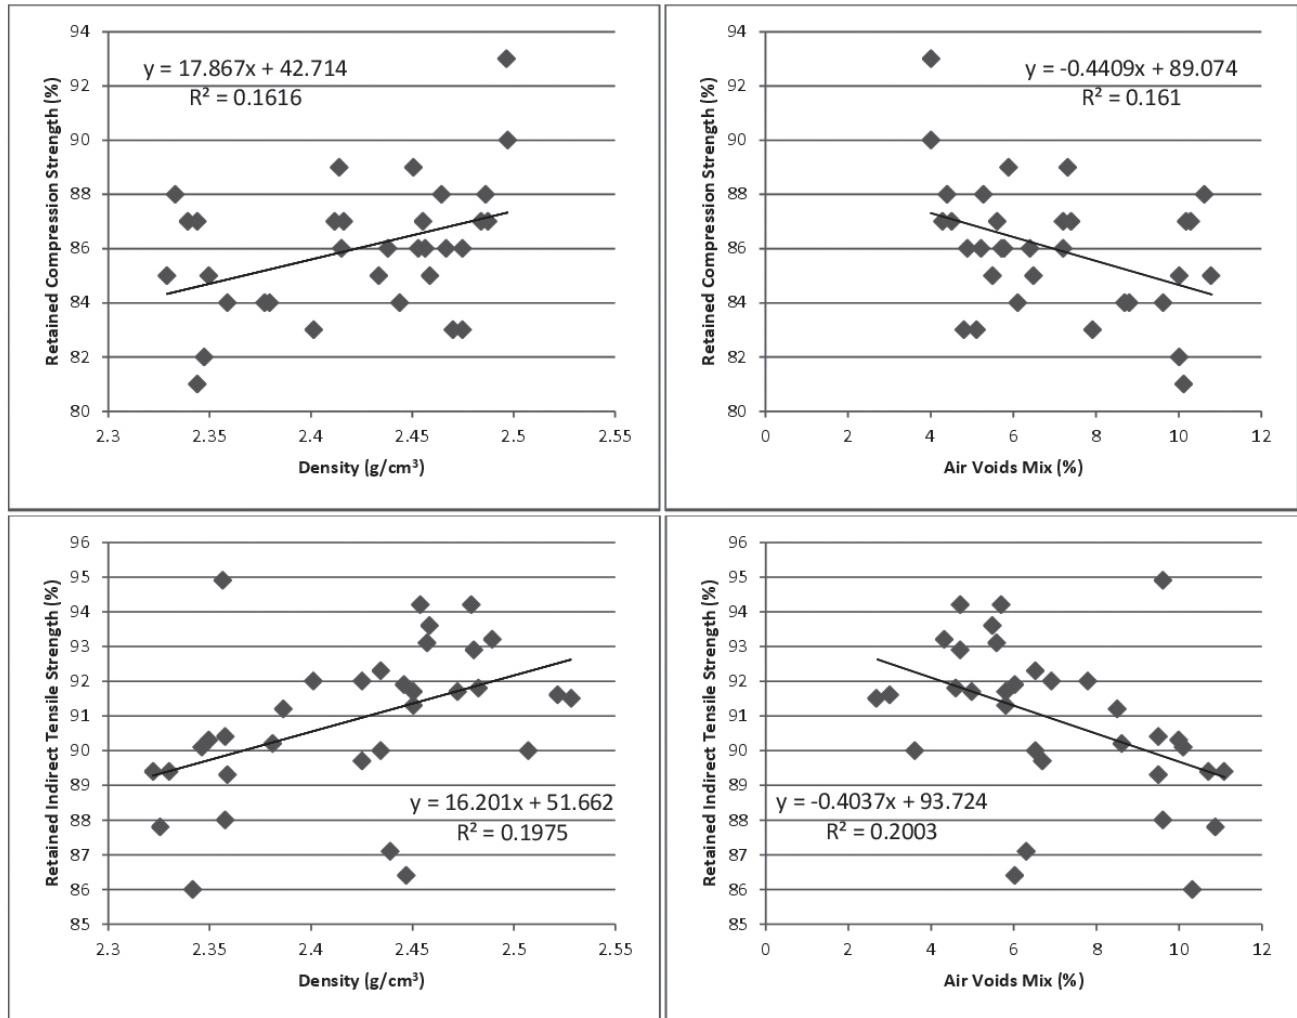 94
92
90
88
86
84
82
80
Retained Compression Strength (%)
y = 17.867x + 42.714
R² = 0.1616
2.3 2.35 2.4 2.45 2.5 2.55
Density (g/cm³)
94
92
90
88
86
84
82
80
Retained Compression Strength (%)
y = -0.4409x + 89.074
R² = 0.161
0 2 4 6 8 10 12
Air Voids Mix (%)
96
95
94
93
92
91
90
89
88
87
86
85
Retained Indirect Tensile Strength (%)
y = 16.201x + 51.662
R² = 0.1975
2.3 2.35 2.4 2.45 2.5 2.55
Density (g/cm³)
96
95
94
93
92
91
90
89
88
87
86
85
Retained Indirect Tensile Strength (%)
y = -0.4037x + 93.724
R² = 0.2003
0 2 4 6 8 10 12
Air Voids Mix (%)